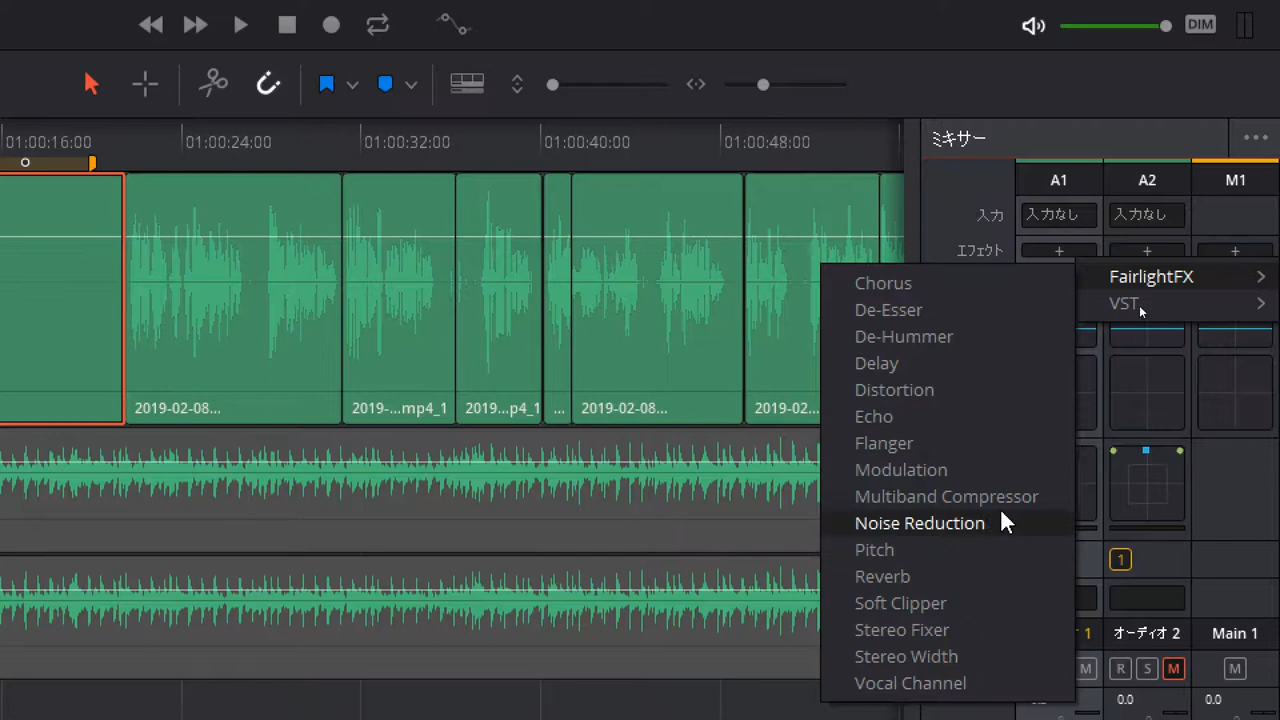 DIM
01:00:16:00
01:00:24:00
01:00:32:00
01:00:40:00
01:00:48:00
ミキサー
A1
A2
M1
入力
入力なし
入力なし
エフェクト
+
+
+
FairlightFX
VST
Chorus
De-Esser
De-Hummer
Delay
Distortion
Echo
Flanger
Modulation
Multiband Compressor
Noise Reduction
Pitch
Reverb
Soft Clipper
Stereo Fixer
Stereo Width
Vocal Channel
2019-02-08...
2019-...mp4_1
2019...p4_1
...
2019-02-08...
2019-02...
1
1
オーディオ 2
Main 1
M
R
S
M
M
0.0
0.0